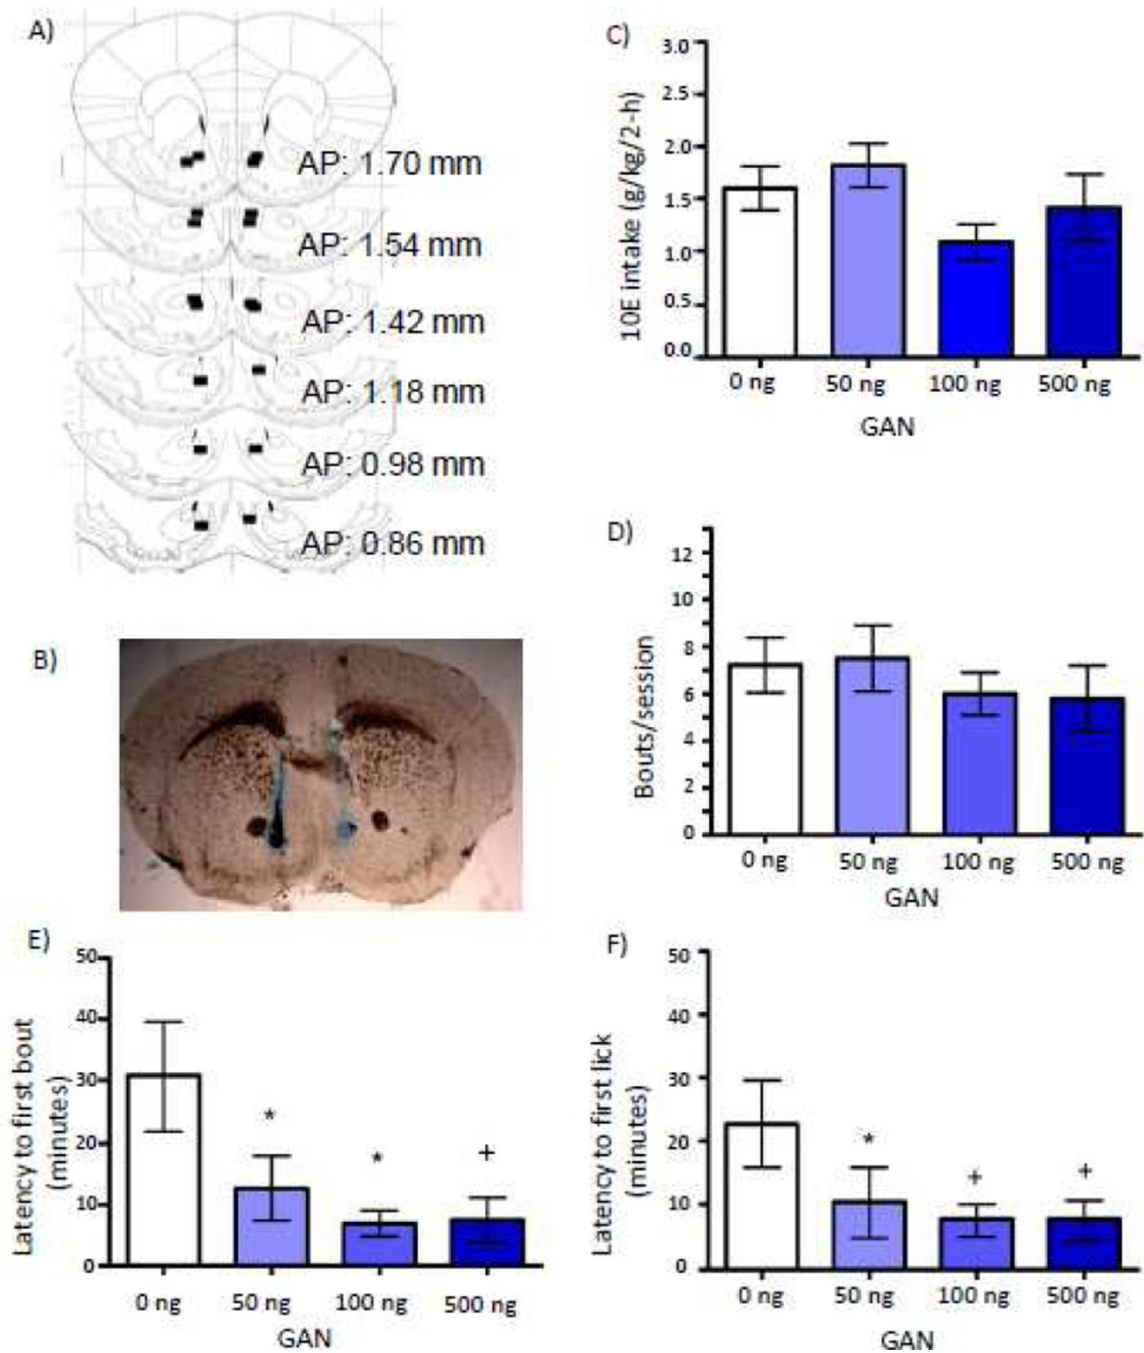 A)
AP: 1.70 mm
AP: 1.54 mm
AP: 1.42 mm
AP: 1.18 mm
AP: 0.98 mm
AP: 0.86 mm
B)
C)
10E intake (g/kg/2-h)
3.0
2.5
2.0
1.5
1.0
0.5
0.0
0 ng 50 ng 100 ng 500 ng
GAN
D)
Bouts/session
12
10
8
6
4
2
0
0 ng 50 ng 100 ng 500 ng
GAN
E)
Latency to first bout
(minutes)
50
40
30
20
10
0
*
*
+
0 ng 50 ng 100 ng 500 ng
GAN
F)
Latency to first lick
(minutes)
50
40
30
20
10
0
*
+
+
0 ng 50 ng 100 ng 500 ng
GAN